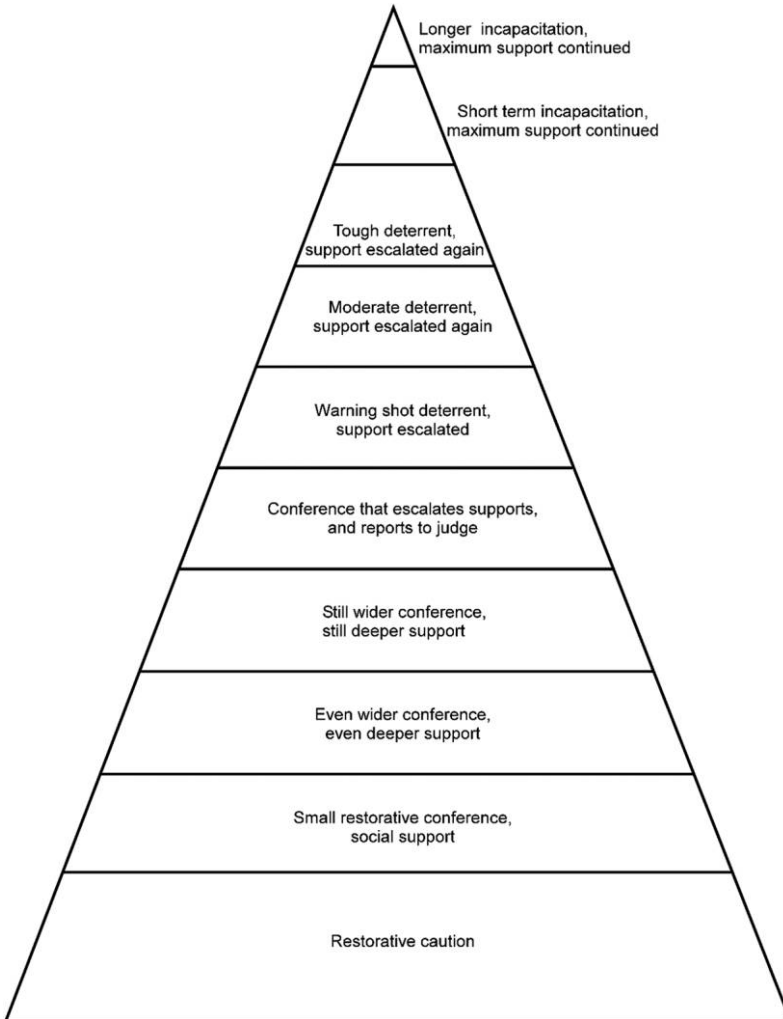 Longer incapacitation,
maximum support continued
Short term incapacitation,
maximum support continued
Tough deterrent,
support escalated again
Moderate deterrent,
support escalated again
Warning shot deterrent,
support escalated
Conference that escalates supports,
and reports to judge
Still wider conference,
still deeper support
Even wider conference,
even deeper support
Small restorative conference,
social support
Restorative caution